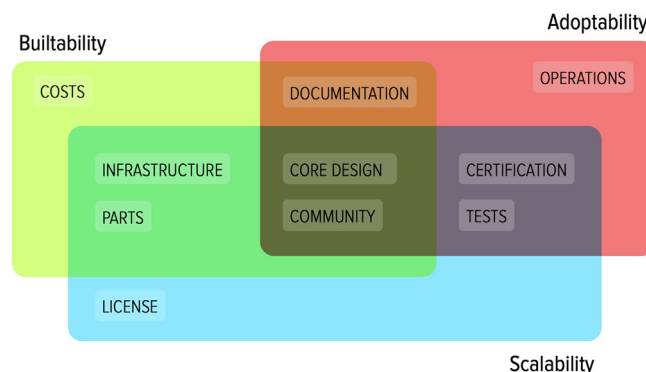 Adoptability
Builtability
OPERATIONS
COSTS
DOCUMENTATION
INFRASTRUCTURE
CORE DESIGN
CERTIFICATION
PARTS
COMMUNITY
TESTS
LICENSE
Scalability